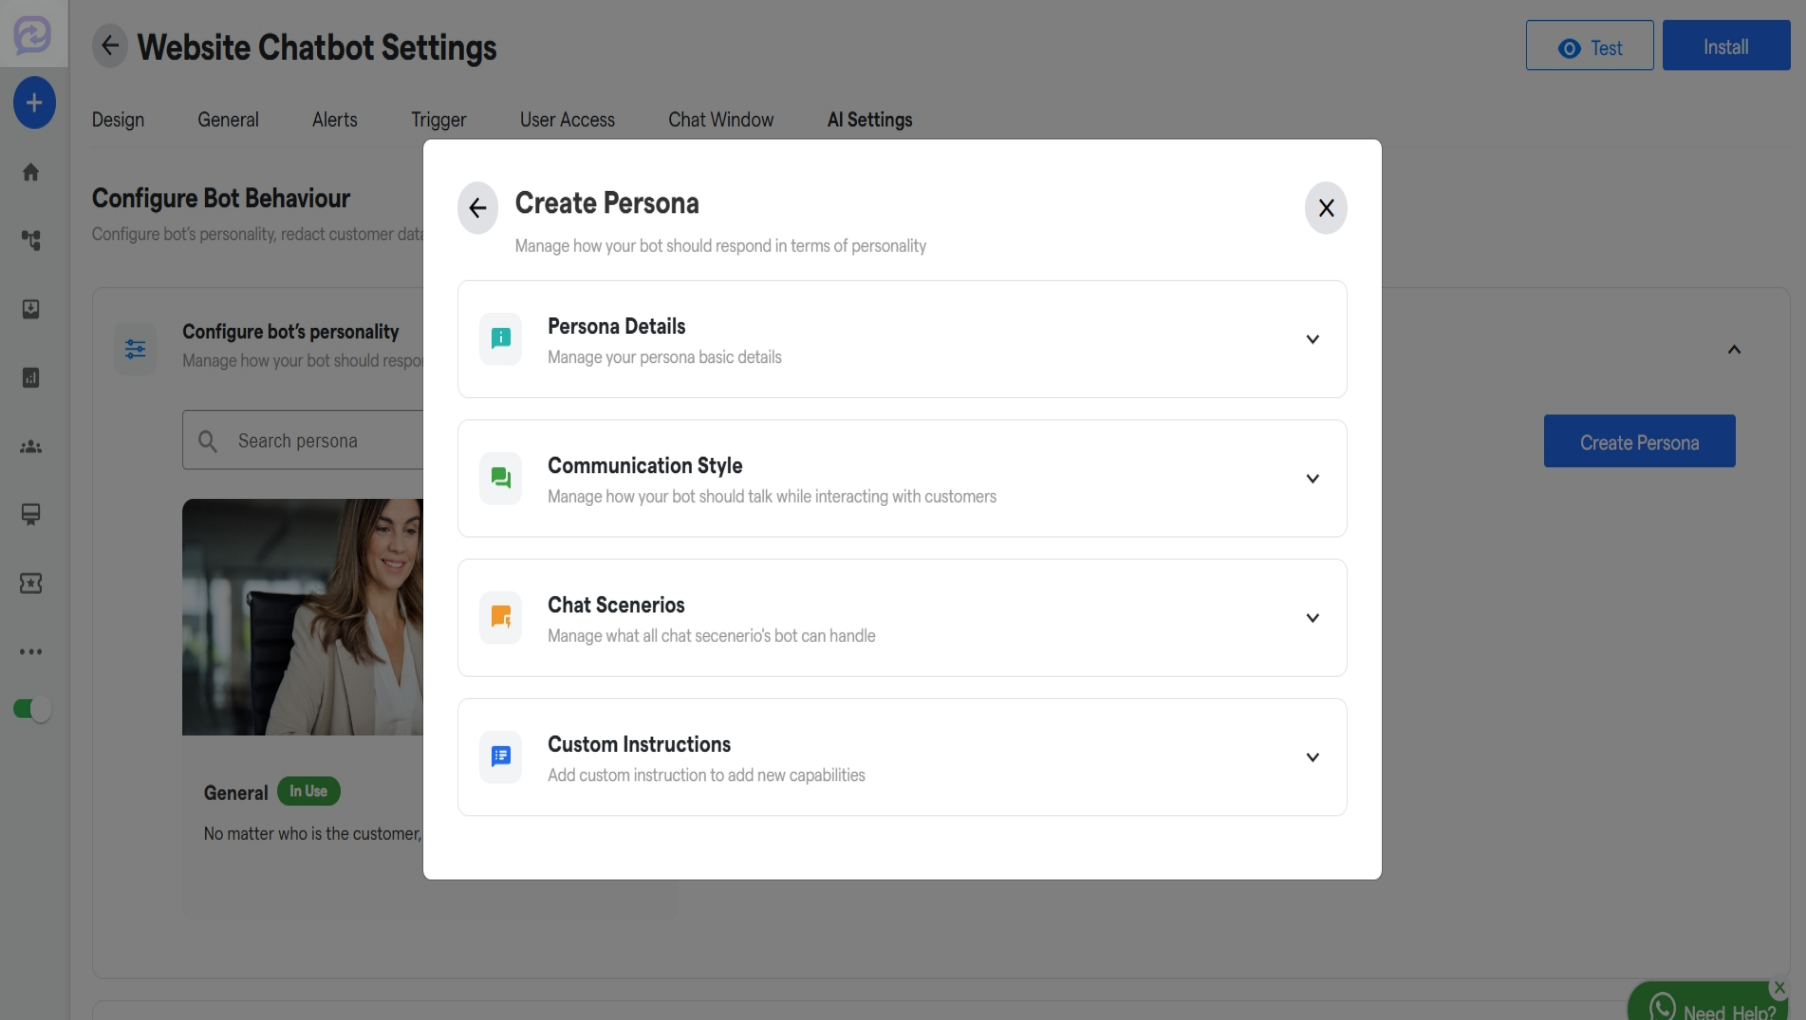 Website Chatbot Settings
Test
Install
Design
General
Alerts
Trigger
User Access
Chat Window
AI Settings
Configure Bot Behaviour
Configure bot's personality, redact customer data
Configure bot's personality
Manage how your bot should respo
Search persona
Create Persona
General
In Use
No matter who is the customer,
Create Persona
Manage how your bot should respond in terms of personality
X
Persona Details
Manage your persona basic details
Communication Style
Manage how your bot should talk while interacting with customers
Chat Scenerios
Manage what all chat secenerio's bot can handle
Custom Instructions
Add custom instruction to add new capabilities
X
Need Help?